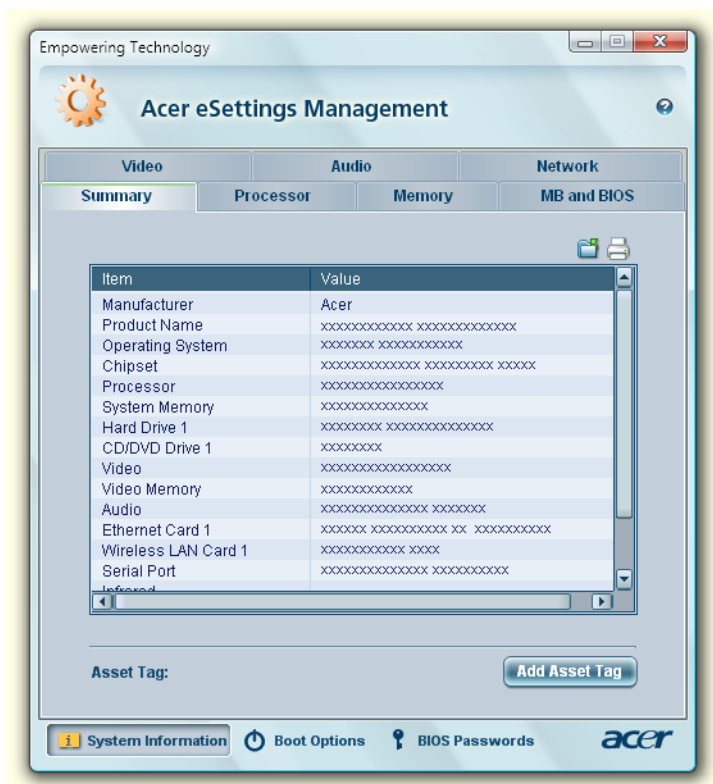 Empowering Technology
Acer eSettings Management
Video Audio Network
Summary Processor Memory MB and BIOS
Item Value
Manufacturer Acer
Product Name xxxxxxxxxxxx xxxxxxxxxxxxx
Operating System xxxxxxx xxxxxxxxxxx
Chipset xxxxxxxxxxxxx xxxxxxxxx xxxxx
Processor xxxxxxxxxxxxxxxx
System Memory xxxxxxxxxxxxxx
Hard Drive 1 xxxxxxxx xxxxxxxxxxxxxx
CD/DVD Drive 1 xxxxxxxx
Video xxxxxxxxxxxxxxxxx
Video Memory xxxxxxxxxxxx
Audio xxxxxxxxxxxxxx xxxxxxx
Ethernet Card 1 xxxxxx xxxxxxxxxx xx xxxxxxxxxx
Wireless LAN Card 1 xxxxxxxxxxx xxxx
Serial Port xxxxxxxxxxxxxx xxxxxxxxxx
Infrared
Asset Tag: Add Asset Tag
System Information Boot Options BIOS Passwords acer